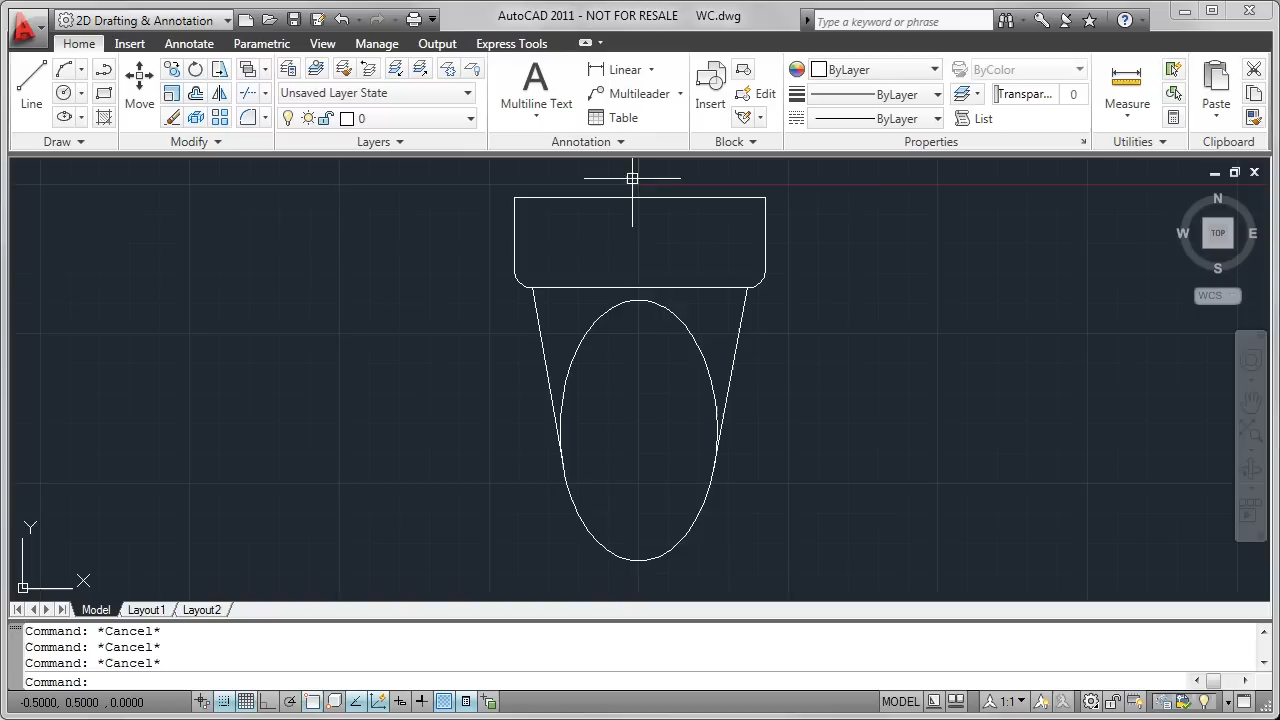 2D Drafting & Annotation
AutoCAD 2011 - NOT FOR RESALE WC.dwg
Type a keyword or phrase
Home Insert Annotate Parametric View Manage Output Express Tools
Line
Move
Unsaved Layer State
0
Multiline Text
Linear
Multileader
Table
Insert
Edit
ByLayer
ByLayer
ByLayer
ByColor
Transpar... 0
List
Measure
Paste
Draw Modify Layers Annotation Block Properties Utilities Clipboard
N
W TOP E
S
WCS
Y
X
Model Layout1 Layout2
Command: *Cancel*
Command: *Cancel*
Command: *Cancel*
Command:
-0.5000, 0.5000 , 0.0000
MODEL
1:1